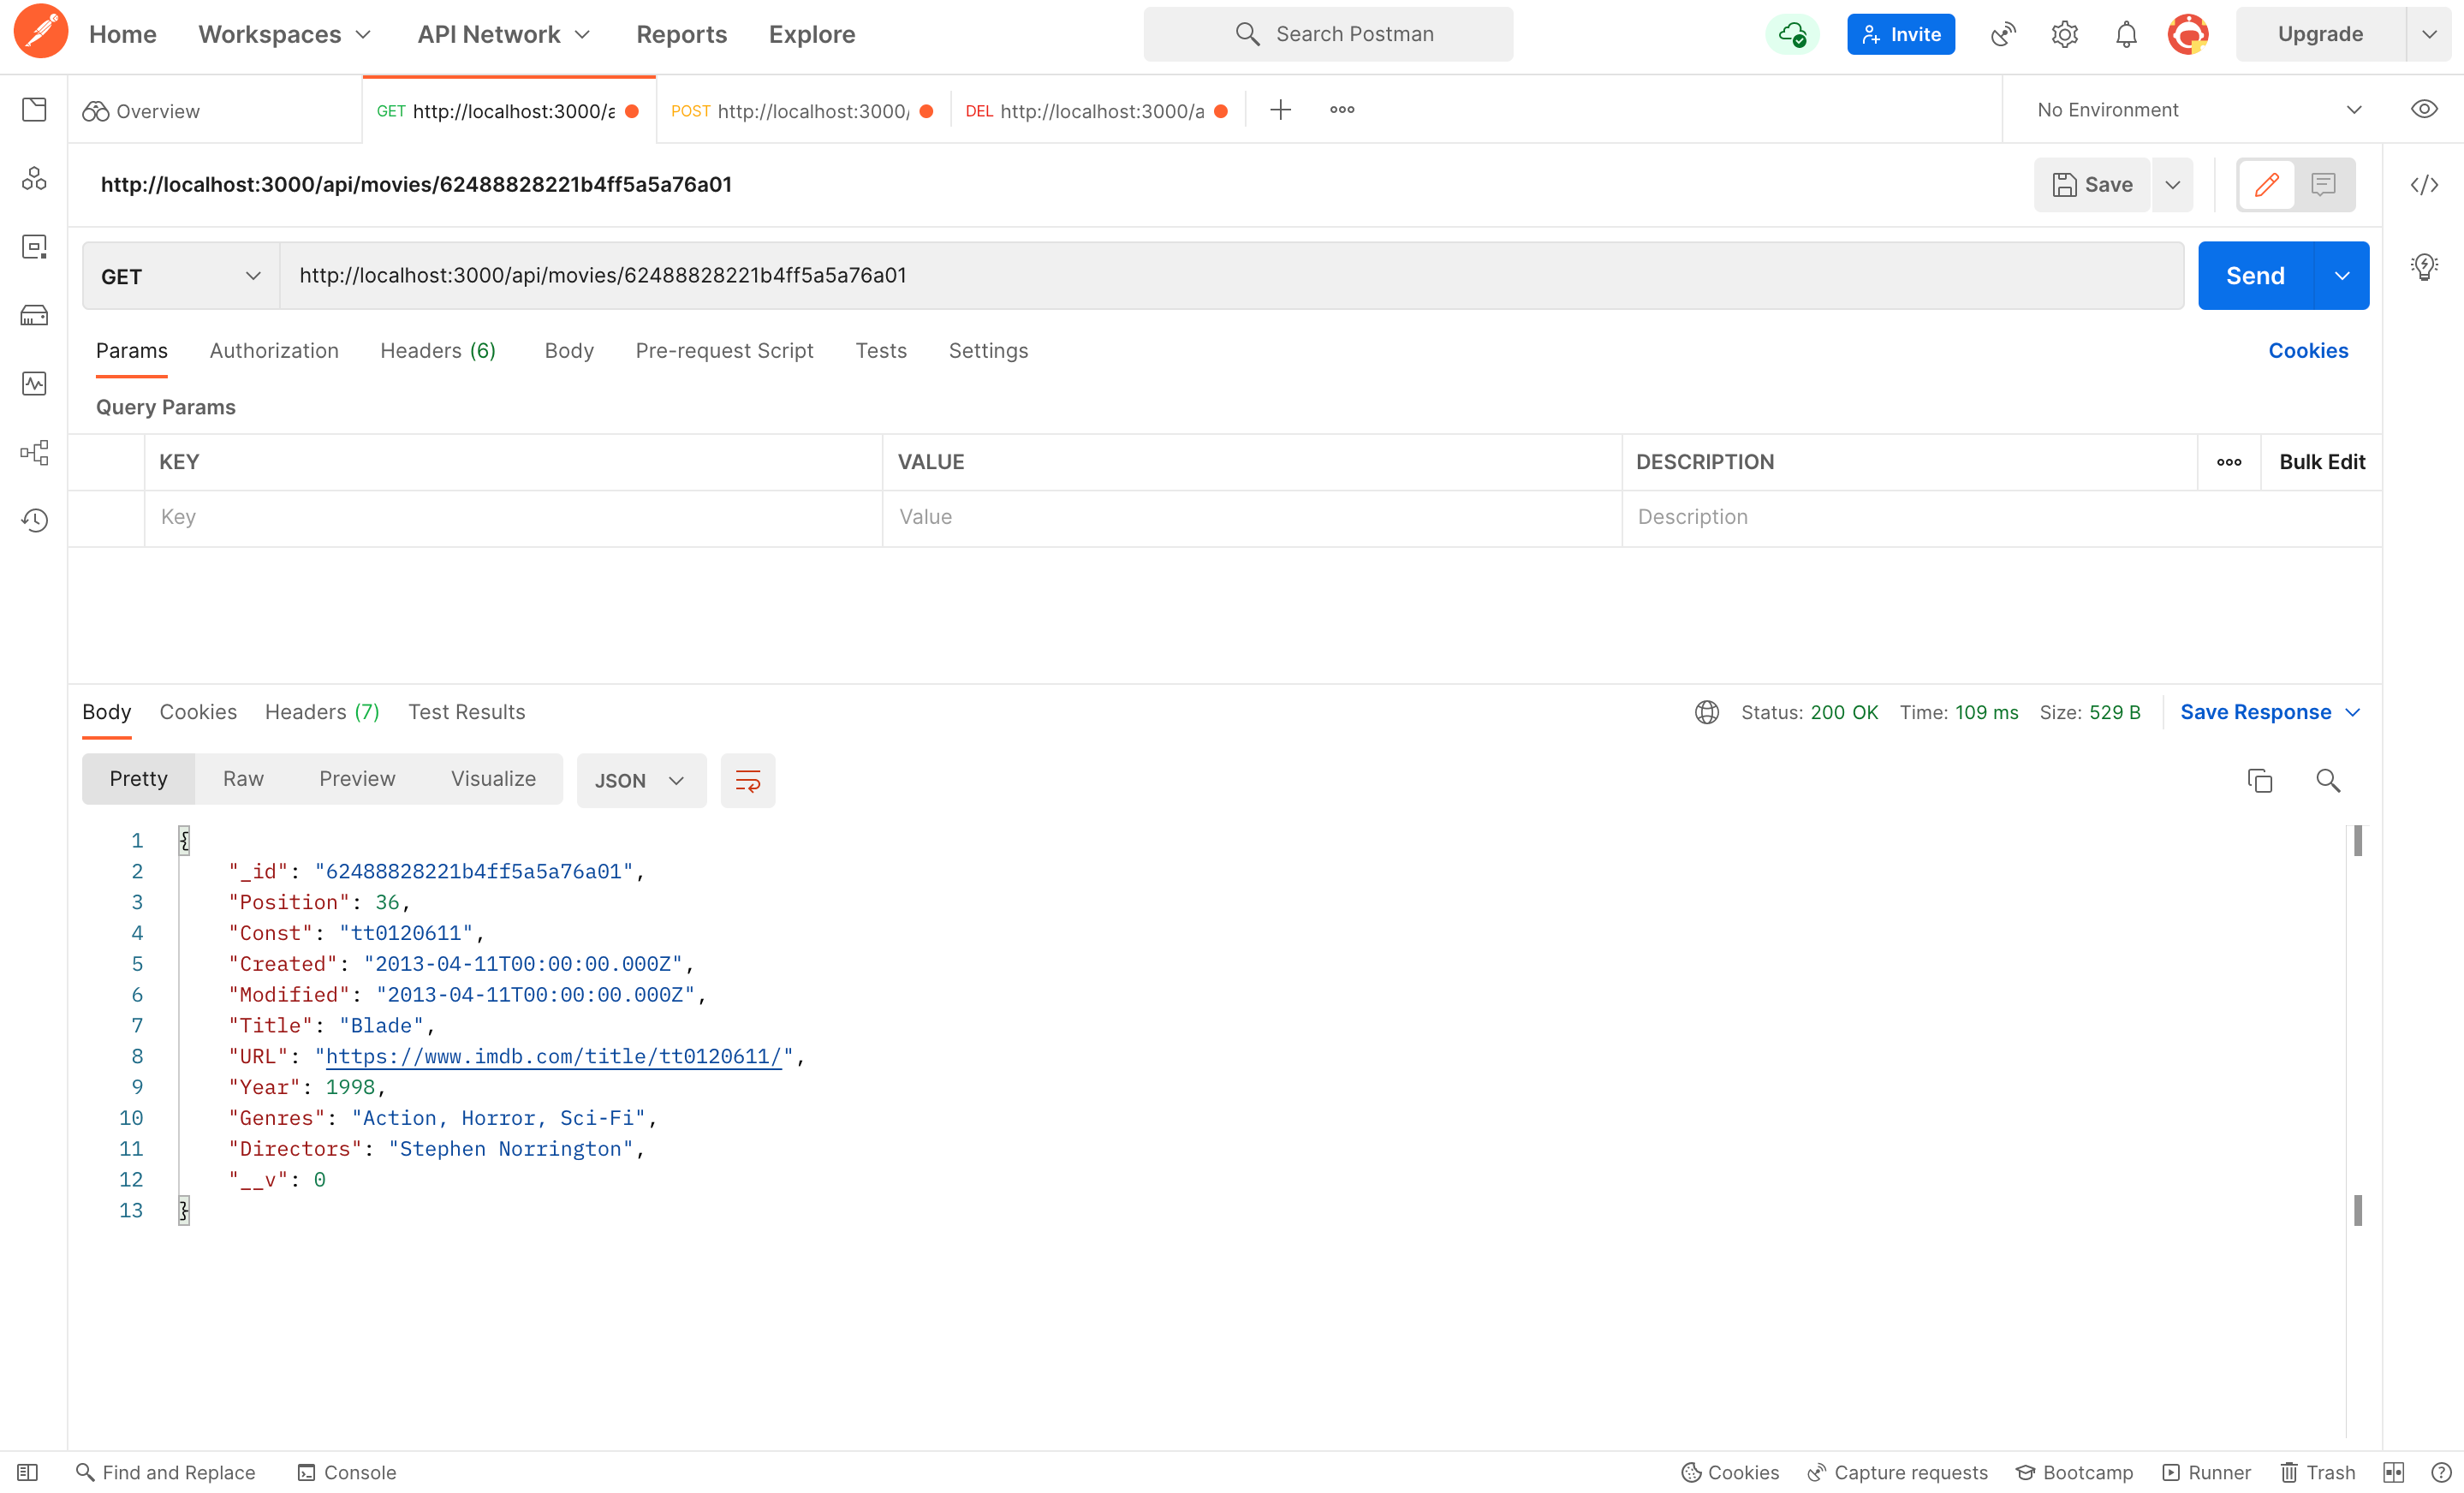 Home Workspaces API Network Reports Explore Search Postman Invite Upgrade
Overview GET http://localhost:3000/a POST http://localhost:3000/ DEL http://localhost:3000/a No Environment
http://localhost:3000/api/movies/62488828221b4ff5a5a76a01 Save
GET http://localhost:3000/api/movies/62488828221b4ff5a5a76a01 Send
Params Authorization Headers (6) Body Pre-request Script Tests Settings Cookies
Query Params
KEY VALUE DESCRIPTION Bulk Edit
Key Value Description
Body Cookies Headers (7) Test Results Status: 200 OK Time: 109 ms Size: 529 B Save Response
Pretty Raw Preview Visualize JSON
1 {
2 "_id": "62488828221b4ff5a5a76a01",
3 "Position": 36,
4 "Const": "tt0120611",
5 "Created": "2013-04-11T00:00:00.000Z",
6 "Modified": "2013-04-11T00:00:00.000Z",
7 "Title": "Blade",
8 "URL": "https://www.imdb.com/title/tt0120611/",
9 "Year": 1998,
10 "Genres": "Action, Horror, Sci-Fi",
11 "Directors": "Stephen Norrington",
12 "__v": 0
13 }
Find and Replace Console Cookies Capture requests Bootcamp Runner Trash